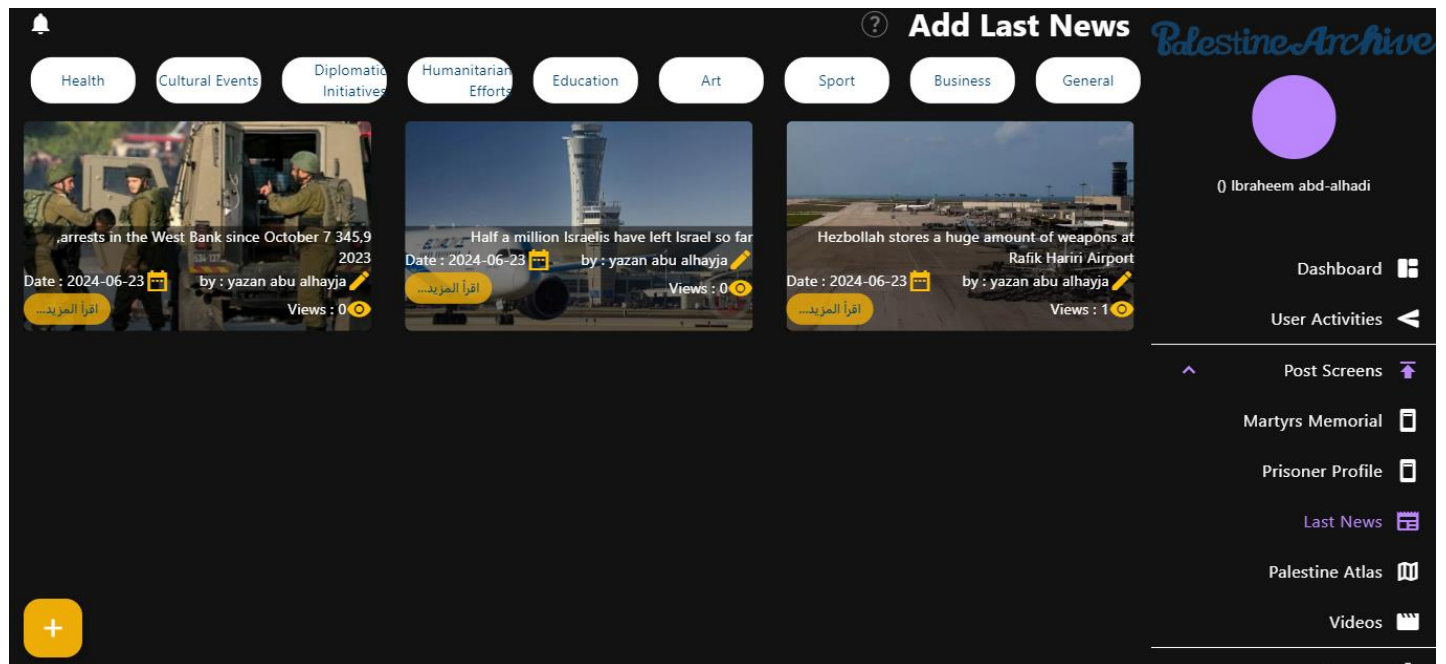 Add Last News
Palestine Archive
Health
Cultural Events
Diplomatic
Initiatives
Humanitarian
Efforts
Education
Art
Sport
Business
General
() Ibraheem abd-alhadi
,arrests in the West Bank since October 7 345,9
2023
Date : 2024-06-23
by : yazan abu alhayja
اقرأ المزيد...
Views : 0
Half a million Israelis have left Israel so far
Date : 2024-06-23
by : yazan abu alhayja
اقرأ المزيد...
Views : 0
Hezbollah stores a huge amount of weapons at
Rafik Hariri Airport
Date : 2024-06-23
by : yazan abu alhayja
اقرأ المزيد...
Views : 1
Dashboard
User Activities
Post Screens
Martyrs Memorial
Prisoner Profile
Last News
Palestine Atlas
Videos